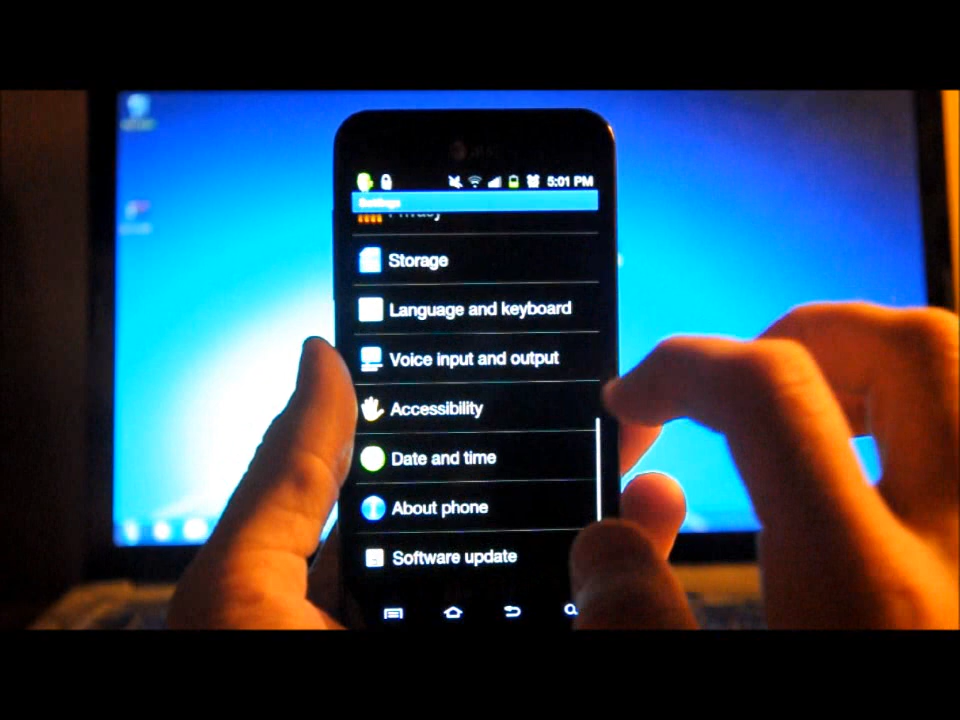 5:01 PM
Settings
Privacy
Storage
Language and keyboard
Voice input and output
Accessibility
Date and time
About phone
Software update